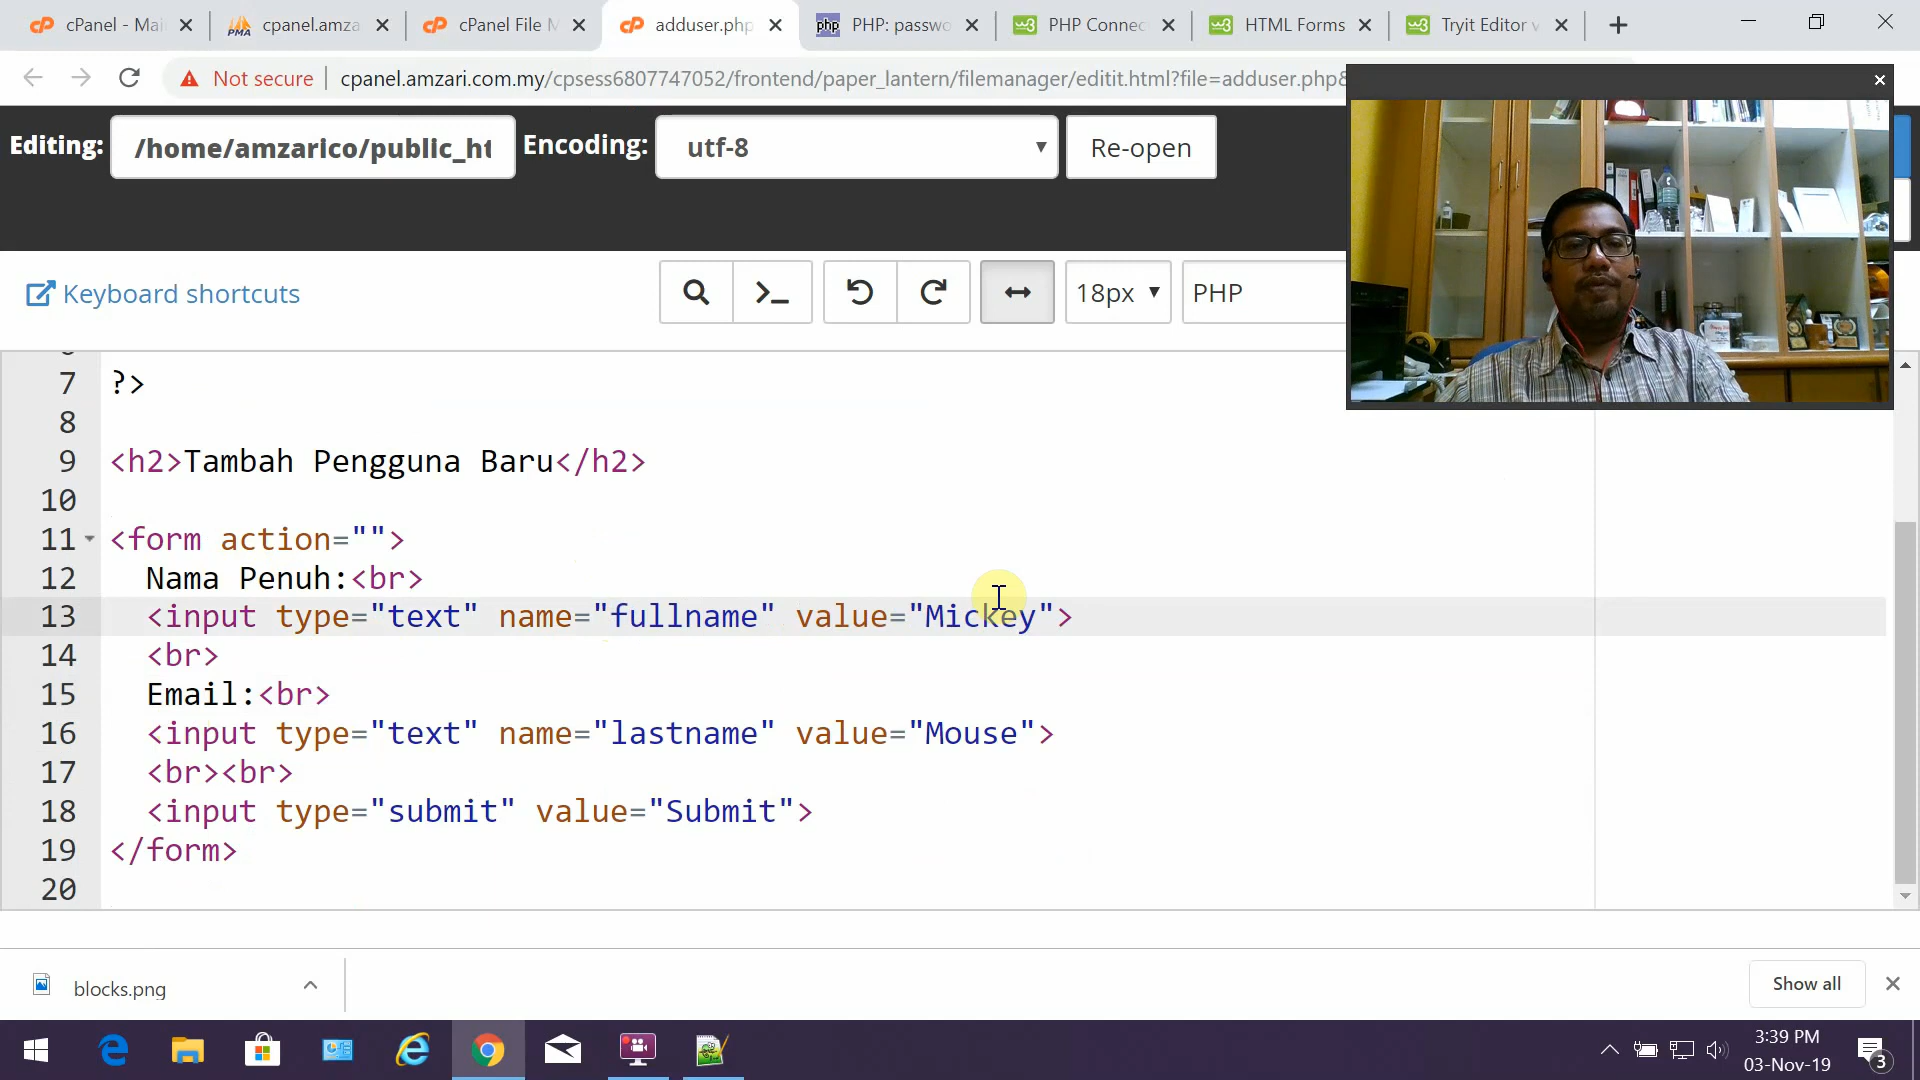 cPanel - Mai
cpanel.amza
cPanel File M
adduser.php
PHP: passwo
PHP Connec
HTML Forms
Tryit Editor v
Not secure
cpanel.amzari.com.my/cpsess6807747052/frontend/paper_lantern/filemanager/editit.html?file=adduser.php&
Editing:
/home/amzarico/public_ht
Encoding:
utf-8
Re-open
Keyboard shortcuts
18px
PHP
7 ?>
8
9 <h2>Tambah Pengguna Baru</h2>
10
11 <form action="">
12 Nama Penuh:<br>
13 <input type="text" name="fullname" value="Mickey">
14 <br>
15 Email:<br>
16 <input type="text" name="lastname" value="Mouse">
17 <br><br>
18 <input type="submit" value="Submit">
19 </form>
20
blocks.png
Show all
3:39 PM
03-Nov-19
3